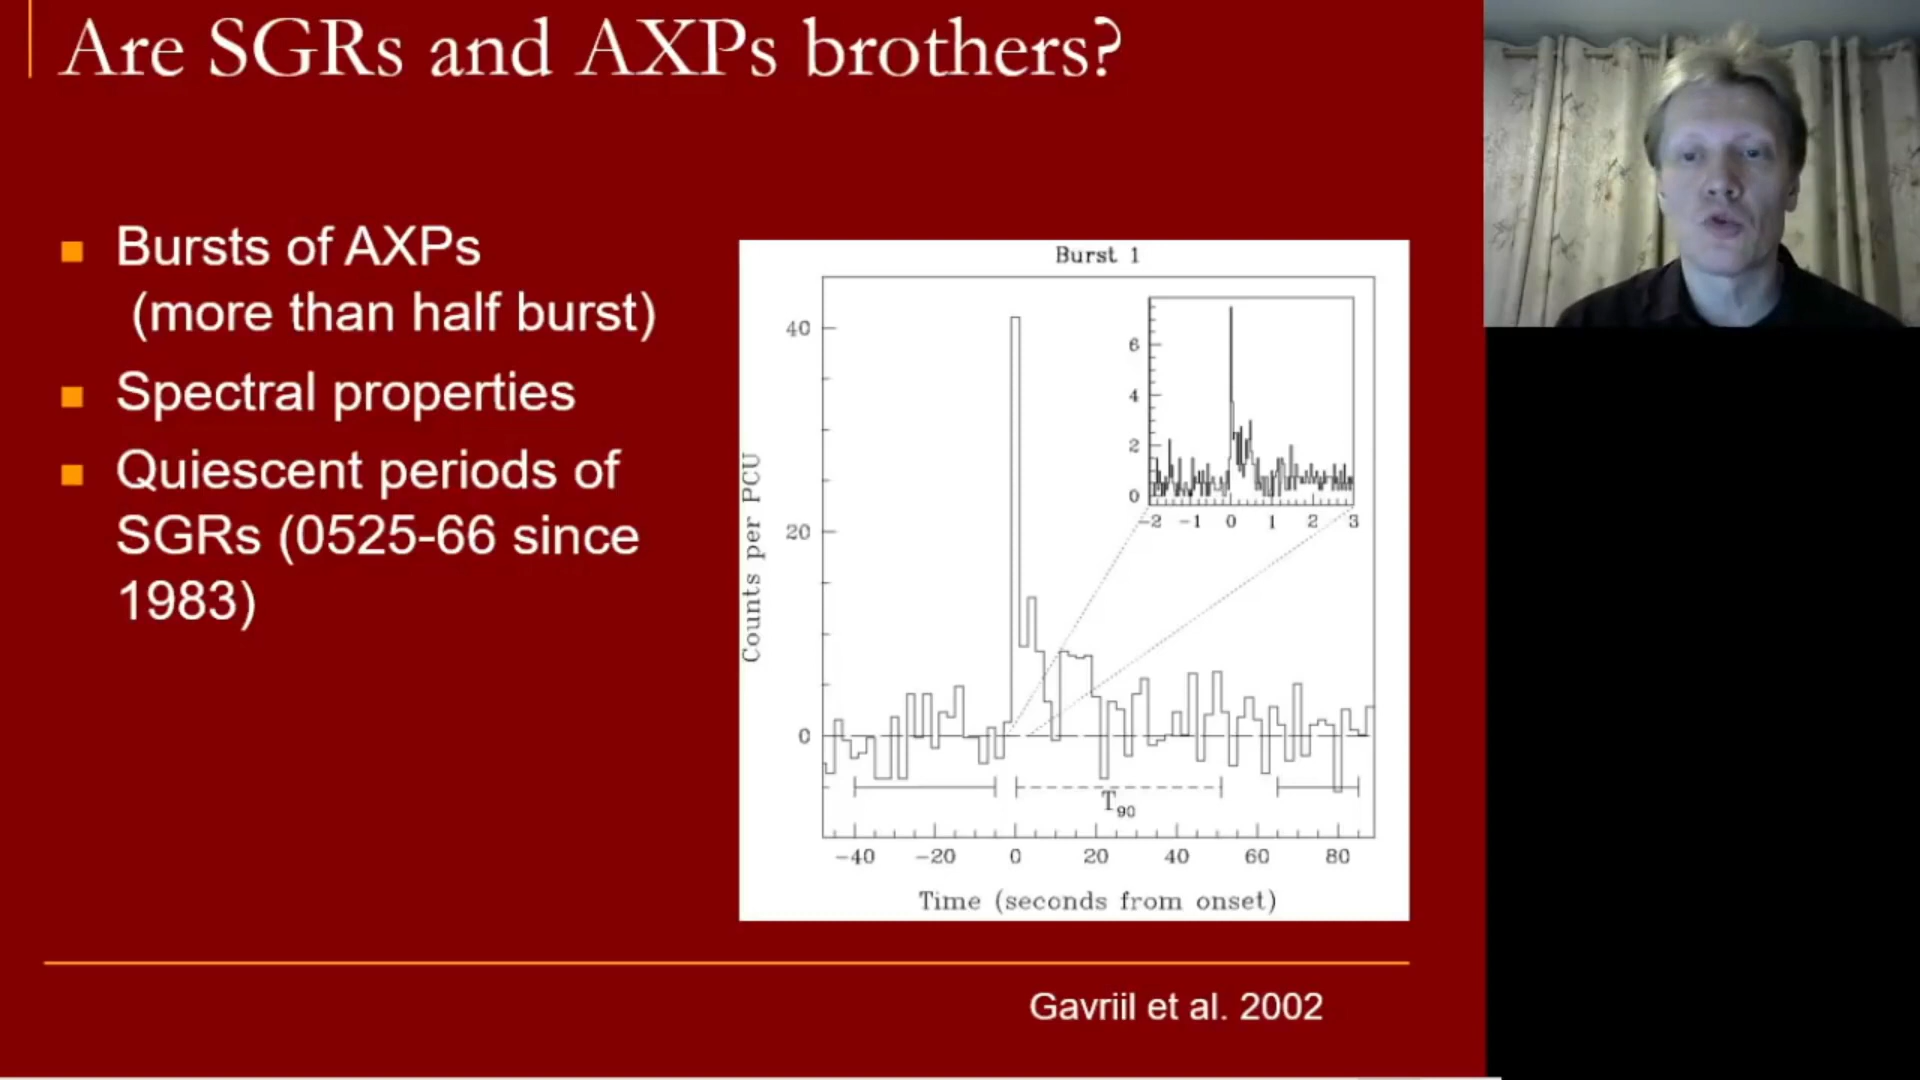 Are SGRs and AXPs brothers?
Bursts of AXPs
(more than half burst)
Spectral properties
Quiescent periods of
SGRs (0525-66 since
1983)
Burst 1
Counts per PCU
40
20
0
6
4
2
0
−2 −1 0 1 2 3
T90
−40 −20 0 20 40 60 80
Time (seconds from onset)
Gavriil et al. 2002